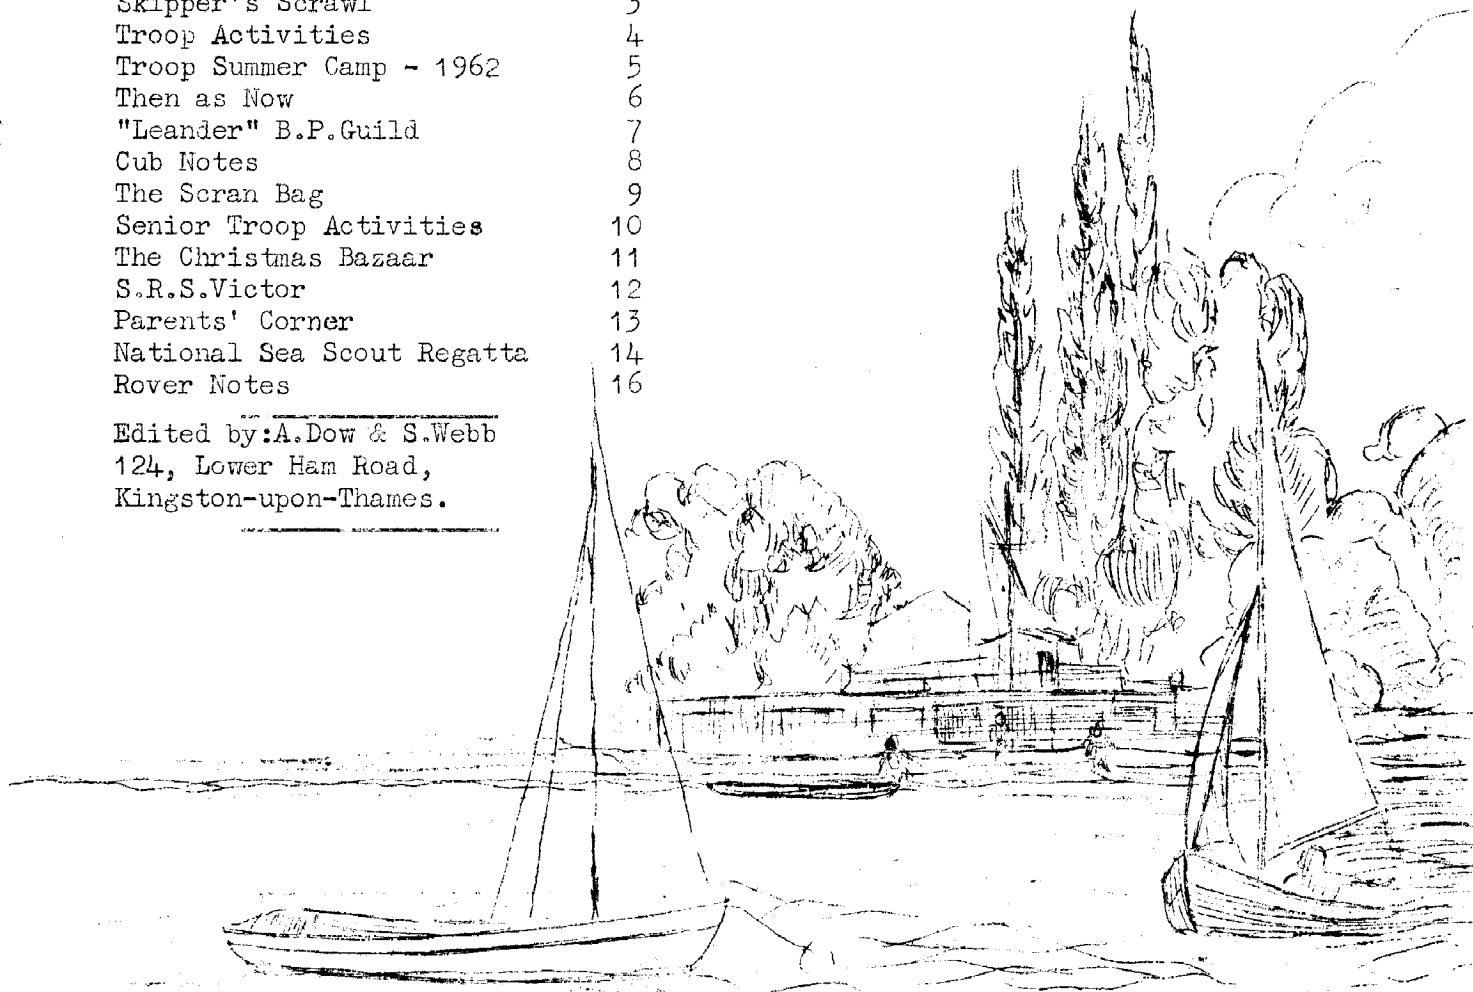 Skipper's Scrawl 3
Troop Activities 4
Troop Summer Camp - 1962 5
Then as Now 6
"Leander" B.P.Guild 7
Cub Notes 8
The Scran Bag 9
Senior Troop Activities 10
The Christmas Bazaar 11
S.R.S.Victor 12
Parents' Corner 13
National Sea Scout Regatta 14
Rover Notes 16
Edited by:A.Dow & S.Webb
124, Lower Ham Road,
Kingston-upon-Thames.